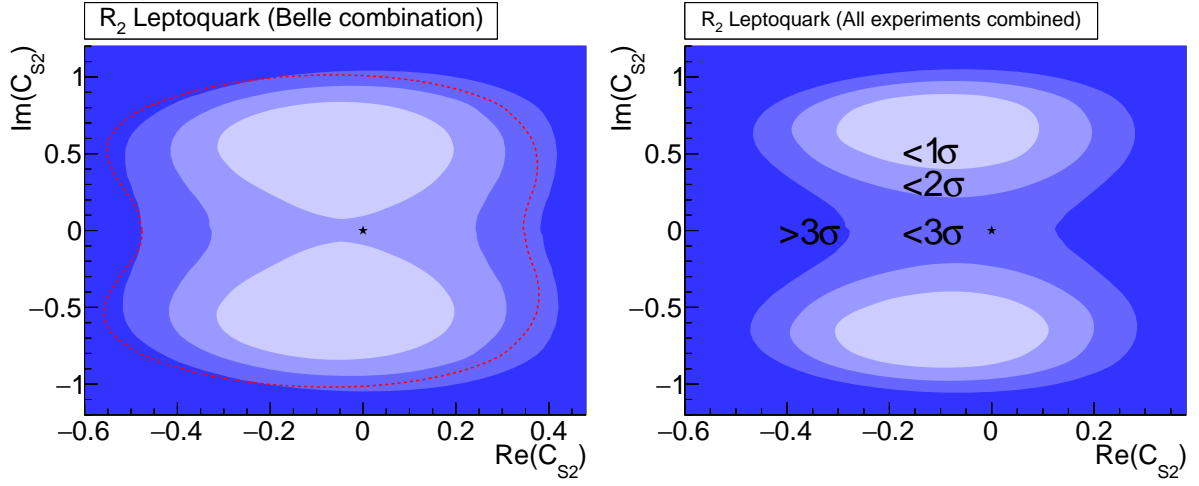 R2 Leptoquark (Belle combination)
Im(CS2)
1
0.5
0
−0.5
−1
−0.6
−0.4
−0.2
0
0.2
0.4
Re(CS2)
R2 Leptoquark (All experiments combined)
Im(CS2)
1
0.5
0
−0.5
−1
<1σ
<2σ
>3σ
<3σ
−0.6
−0.4
−0.2
0
0.2
Re(CS2)